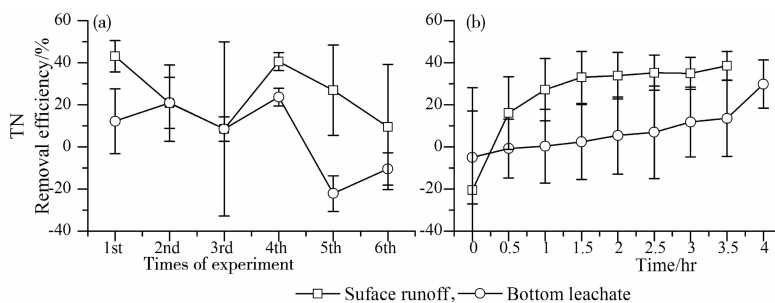 (a)
(b)
TN
Removal efficiency/%
60
40
20
0
-20
-40
1st 2nd 3rd 4th 5th 6th
Times of experiment
60
40
20
0
-20
-40
0 0.5 1 1.5 2 2.5 3 3.5 4
Time/hr
Suface runoff, Bottom leachate